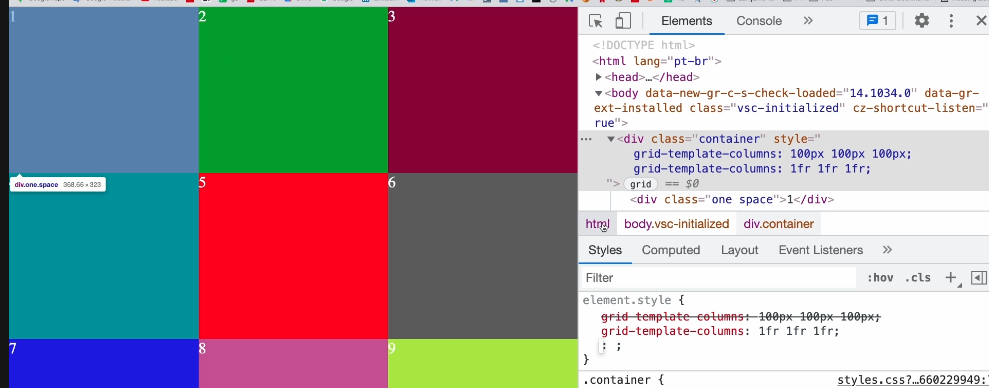 1 2 3
div.one.space 368.66 × 323
5 6
7 8 9
Elements Console » 1
<!DOCTYPE html>
<html lang="pt-br">
<head>…</head>
<body data-new-gr-c-s-check-loaded="14.1034.0" data-gr-
ext-installed class="vsc-initialized" cz-shortcut-listen="
rue">
··· <div class="container" style="
grid-template-columns: 100px 100px 100px;
grid-template-columns: 1fr 1fr 1fr;
"> grid == $0
<div class="one space">1</div>
html body.vsc-initialized div.container
Styles Computed Layout Event Listeners »
Filter :hov .cls +
element.style {
grid-template-columns: 100px 100px 100px;
grid-template-columns: 1fr 1fr 1fr;
: ;
}
.container { styles.css?…660229949: